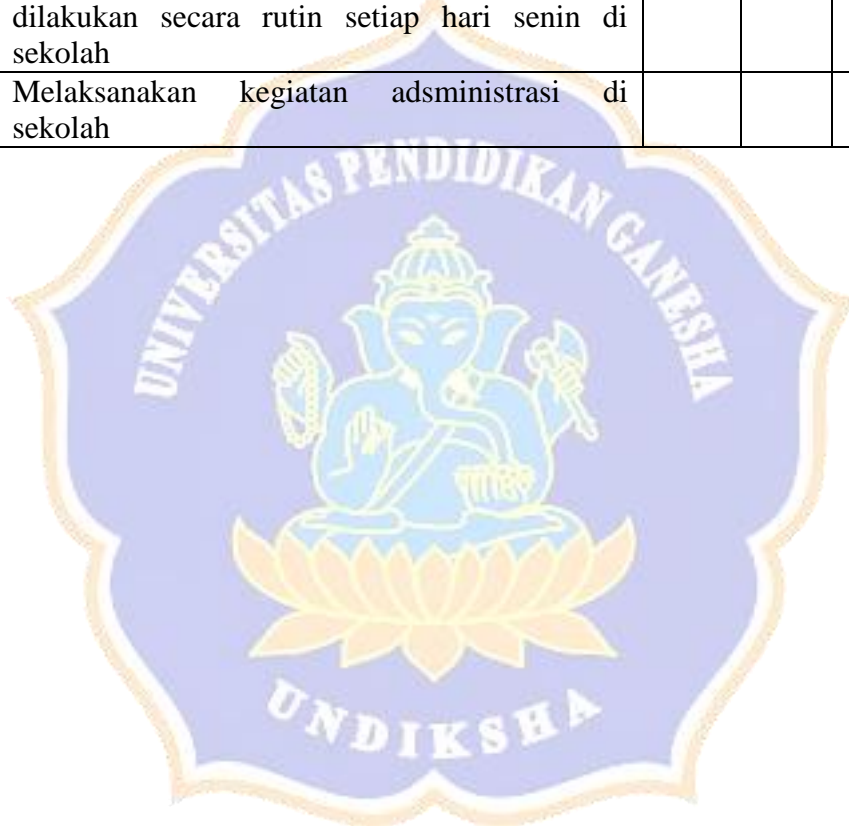 dilakukan secara rutin setiap hari senin di
sekolah
Melaksanakan kegiatan adsministrasi di
sekolah
UNIVERSITAS PENDIDIKAN GANESHA
UNDIKSHA